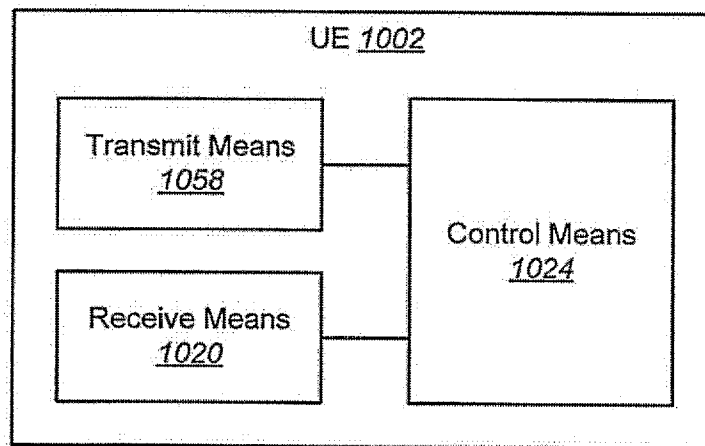 UE 1002
Transmit Means
1058
Control Means
1024
Receive Means
1020